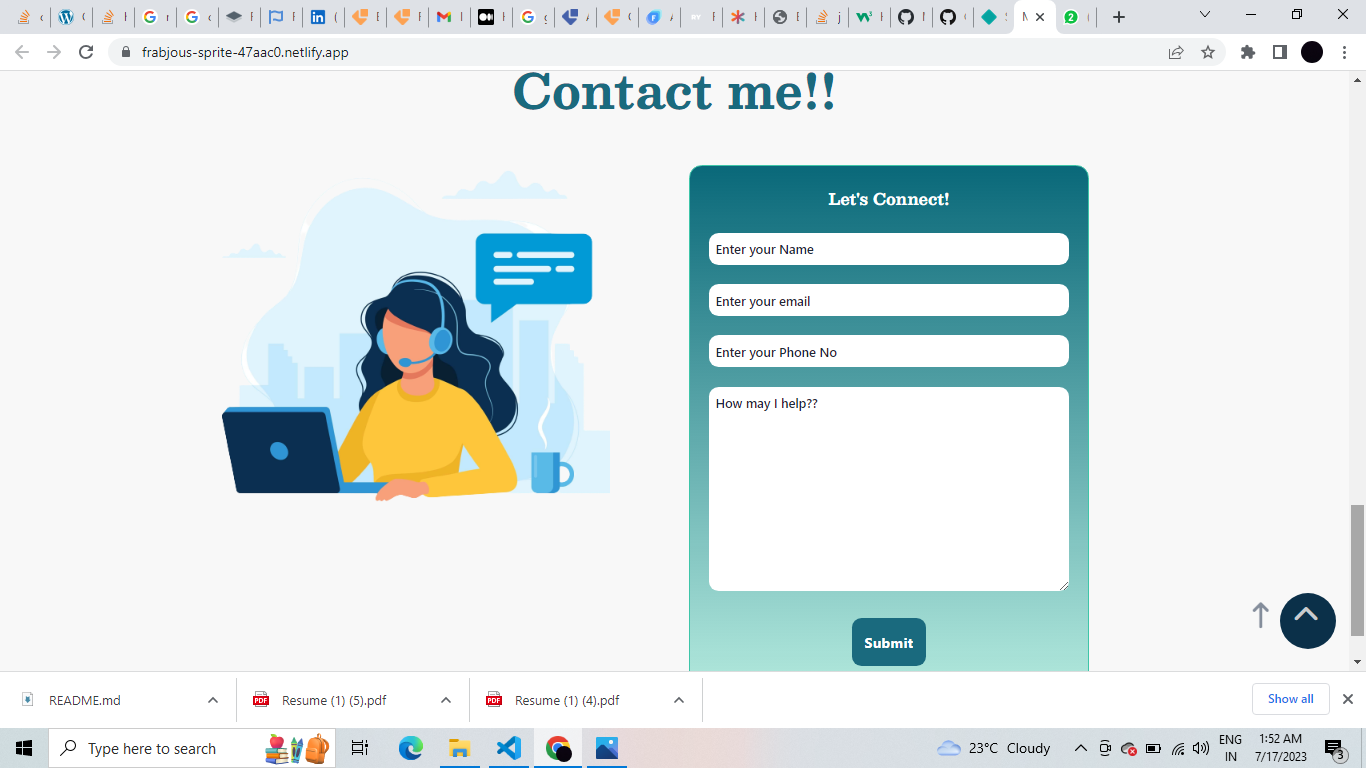 frabjous-sprite-47aac0.netlify.app
Contact me!!
Let's Connect!
Enter your Name
Enter your email
Enter your Phone No
How may I help??
Submit
README.md
Resume (1) (5).pdf
Resume (1) (4).pdf
Show all
Type here to search
23°C Cloudy
ENG
IN
1:52 AM
7/17/2023
3